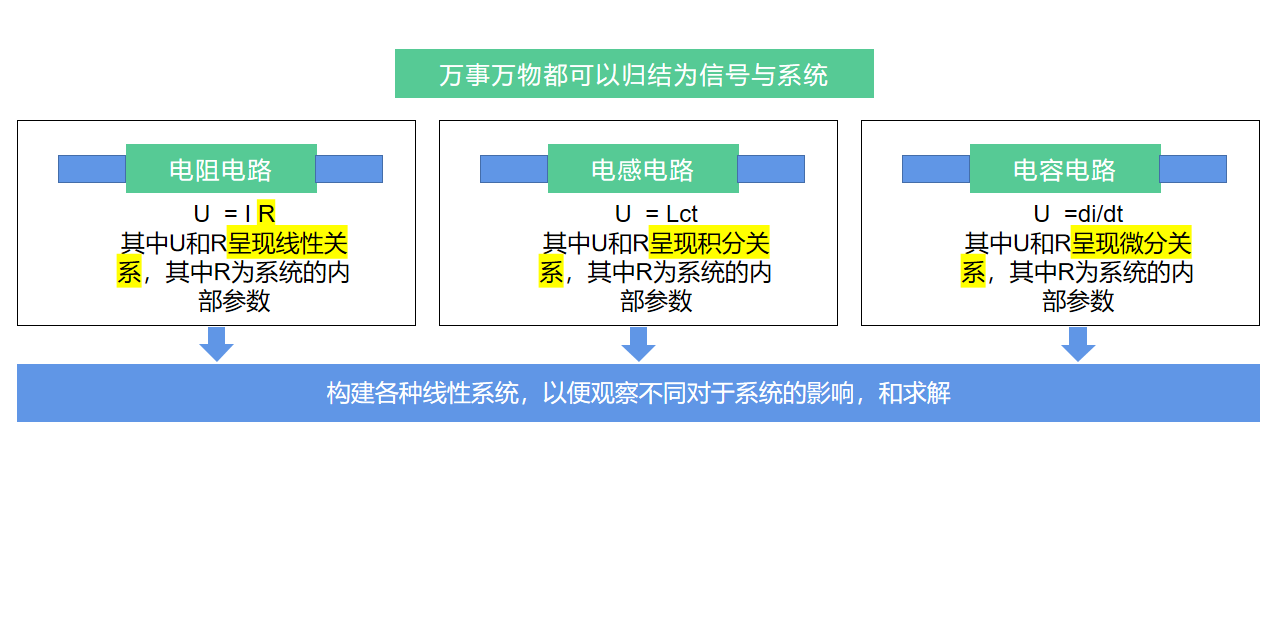 万事万物都可以归结为信号与系统
电阻电路
U = I R
其中U和R呈现线性关
系，其中R为系统的内
部参数
电感电路
U = Lct
其中U和R呈现积分关
系，其中R为系统的内
部参数
电容电路
U =di/dt
其中U和R呈现微分关
系，其中R为系统的内
部参数
构建各种线性系统，以便观察不同对于系统的影响，和求解